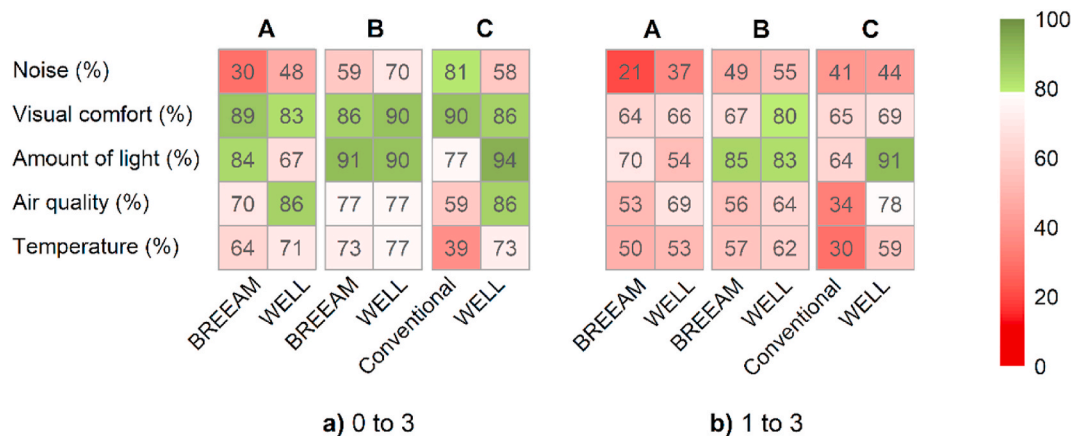 A B C A B C 100
Noise (%) 30 48 59 70 81 58 21 37 49 55 41 44
Visual comfort (%) 89 83 86 90 90 86 64 66 67 80 65 69 80
Amount of light (%) 84 67 91 90 77 94 70 54 85 83 64 91 60
Air quality (%) 70 86 77 77 59 86 53 69 56 64 34 78 40
Temperature (%) 64 71 73 77 39 73 50 53 57 62 30 59 20
BREEAM WELL BREEAM WELL Conventional WELL BREEAM WELL BREEAM WELL Conventional WELL 0
a) 0 to 3 b) 1 to 3